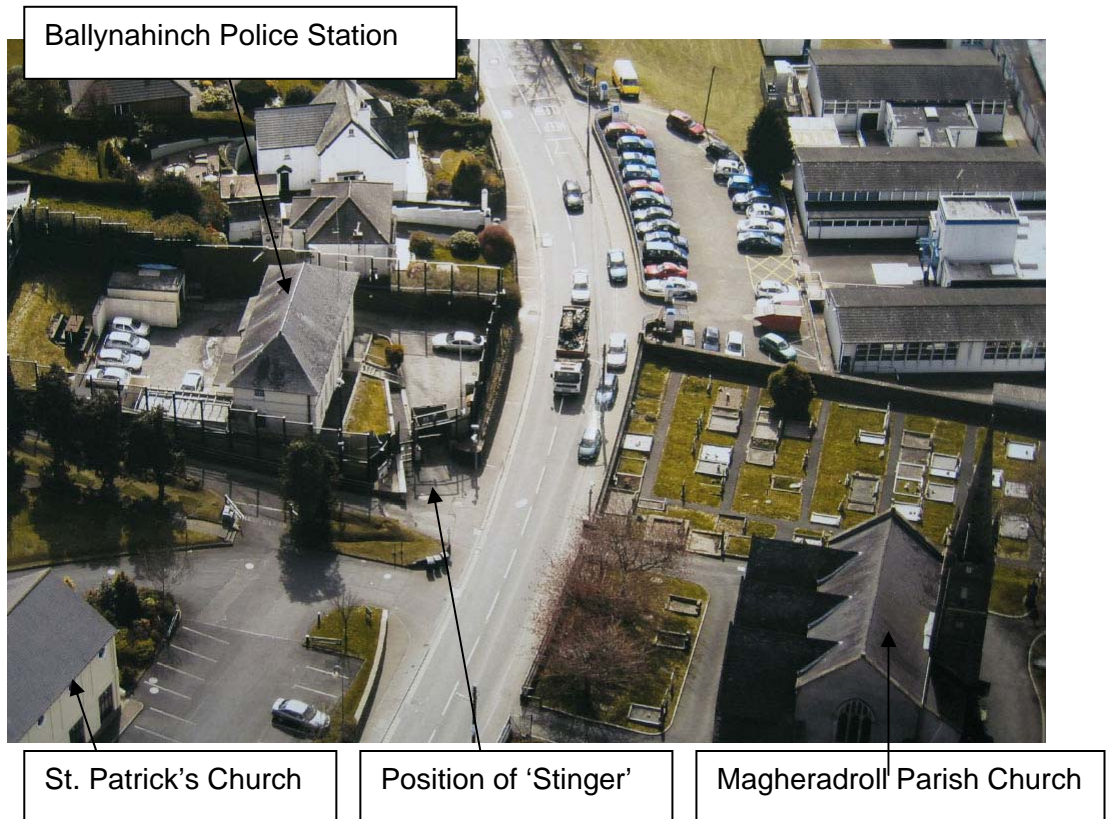 Ballynahinch Police Station
St. Patrick's Church
Position of ‘Stinger’
Magheradroll Parish Church